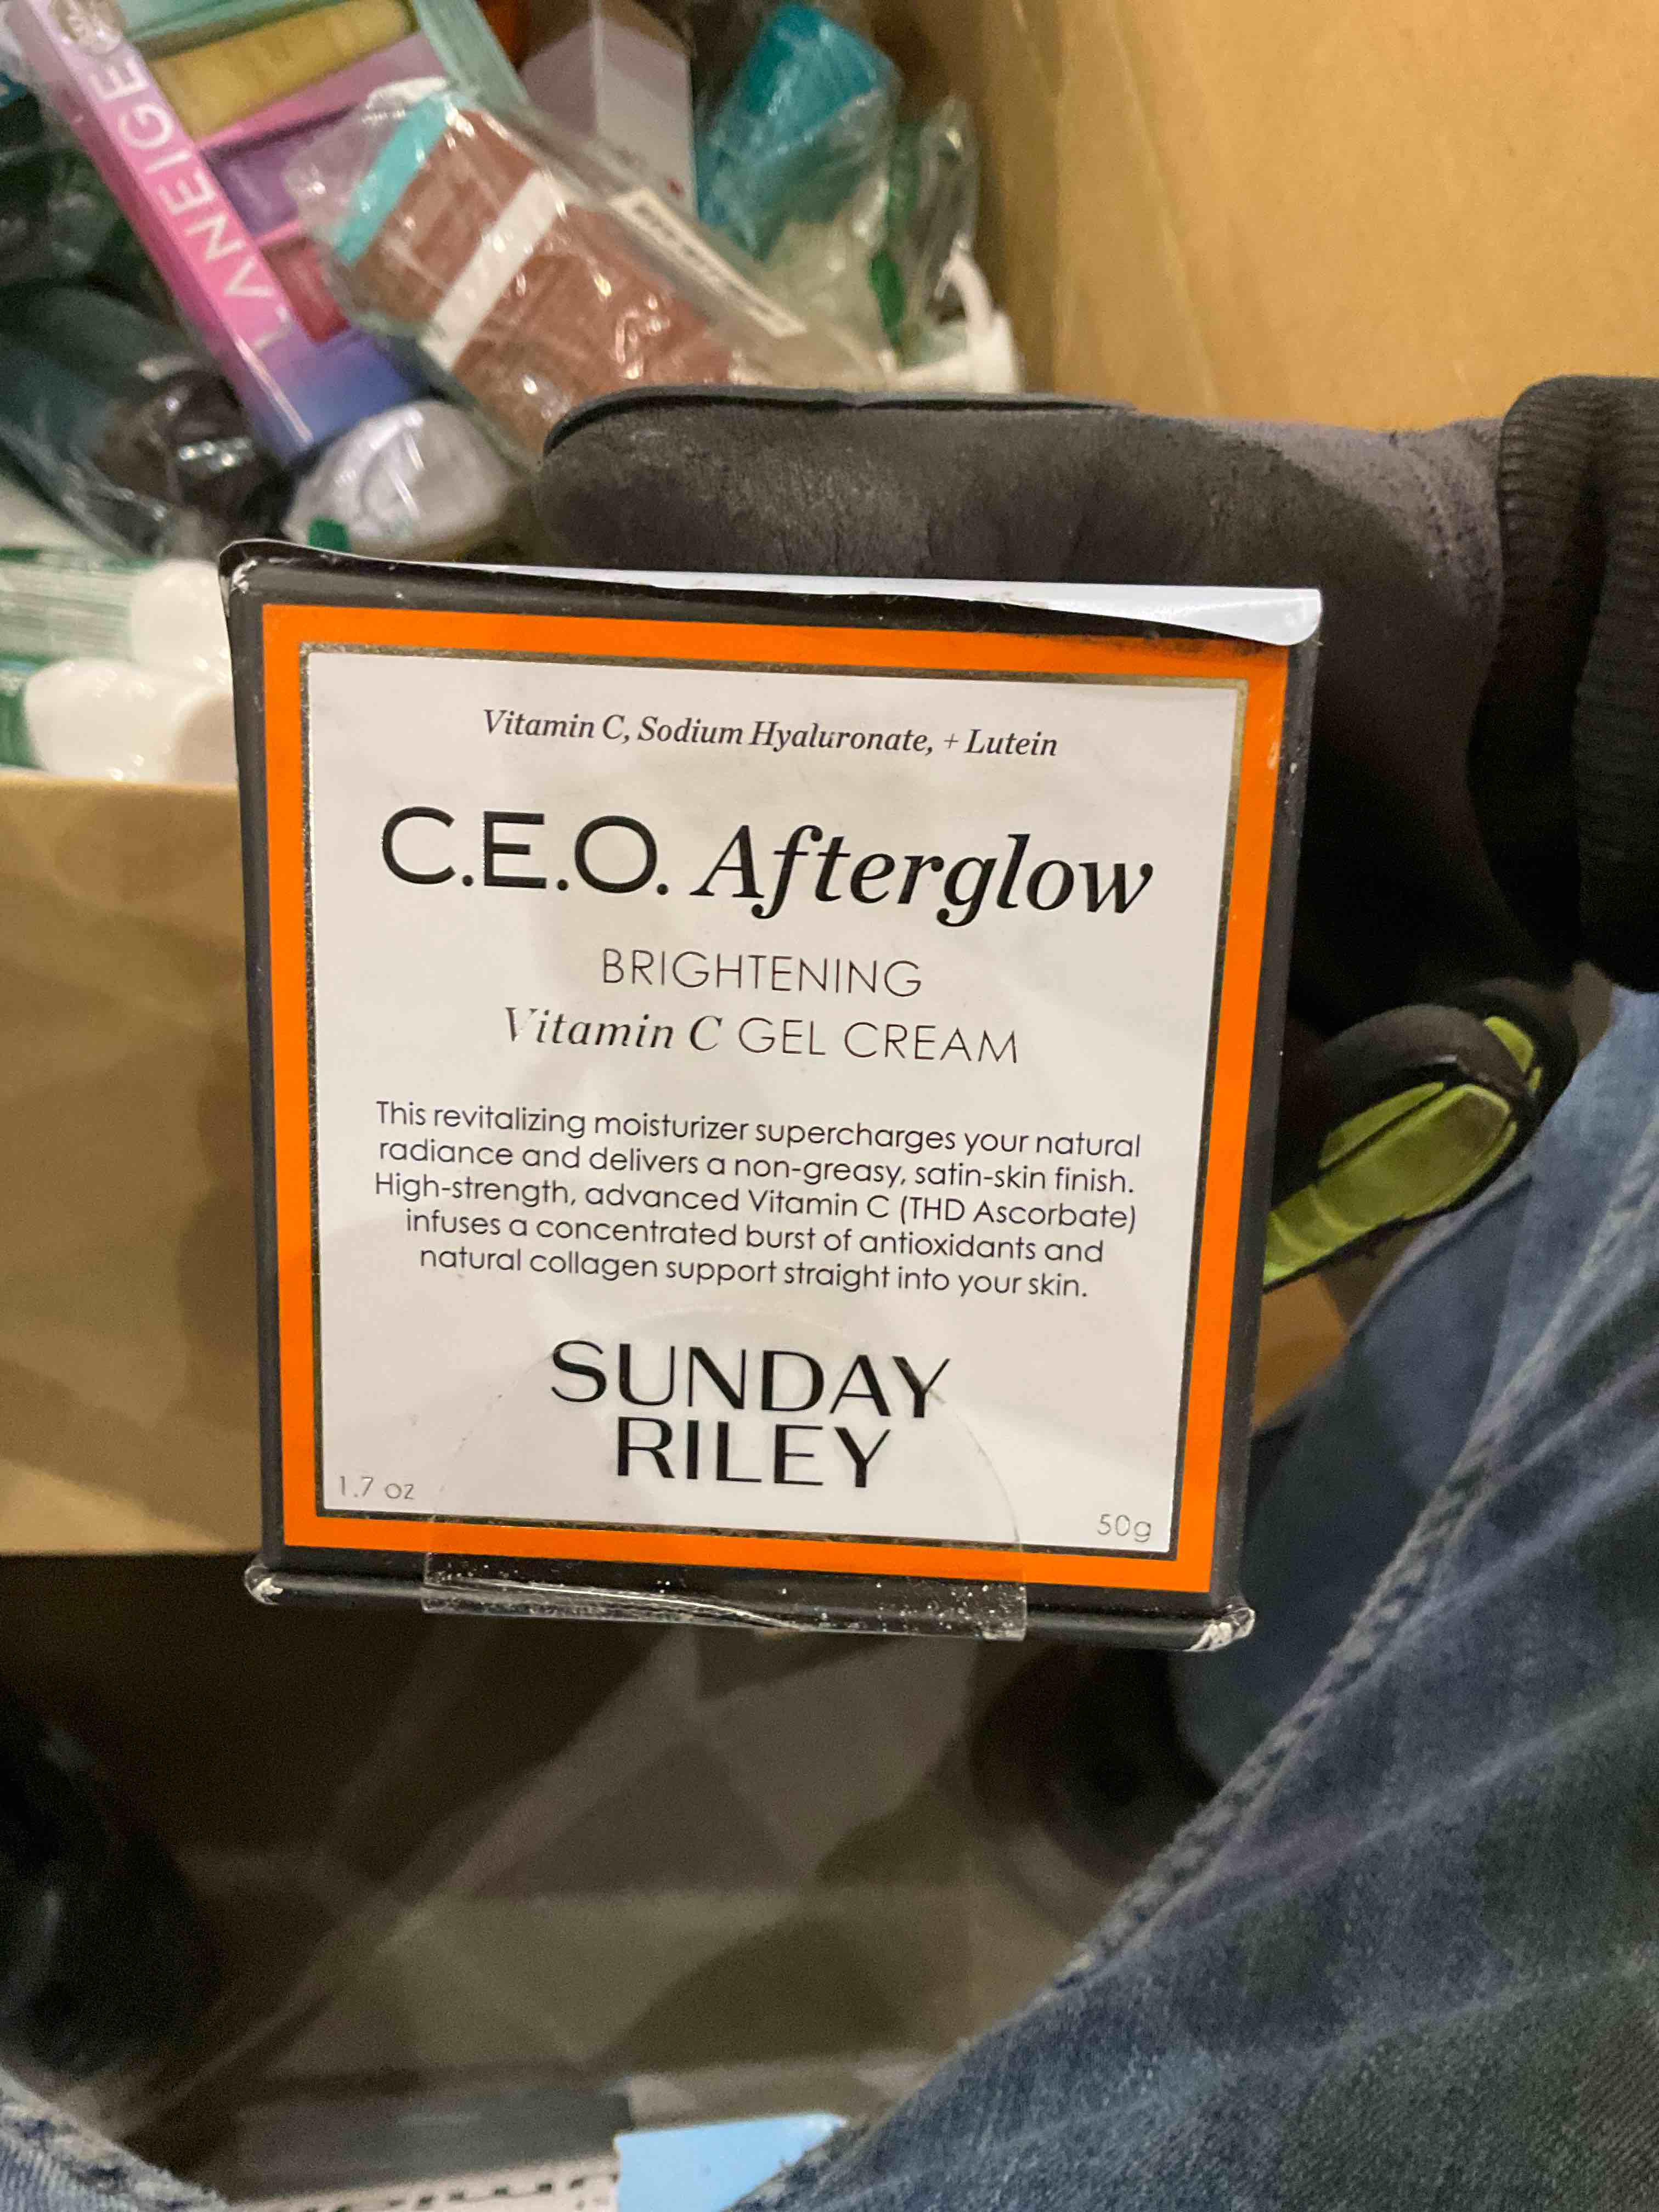 LANEIGE
Vitamin C, Sodium Hyaluronate, + Lutein
C.E.O. Afterglow
BRIGHTENING
Vitamin C GEL CREAM
This revitalizing moisturizer supercharges your natural
radiance and delivers a non-greasy, satin-skin finish.
High-strength, advanced Vitamin C (THD Ascorbate)
infuses a concentrated burst of antioxidants and
natural collagen support straight into your skin.
SUNDAY
RILEY
1.7 oz
50g